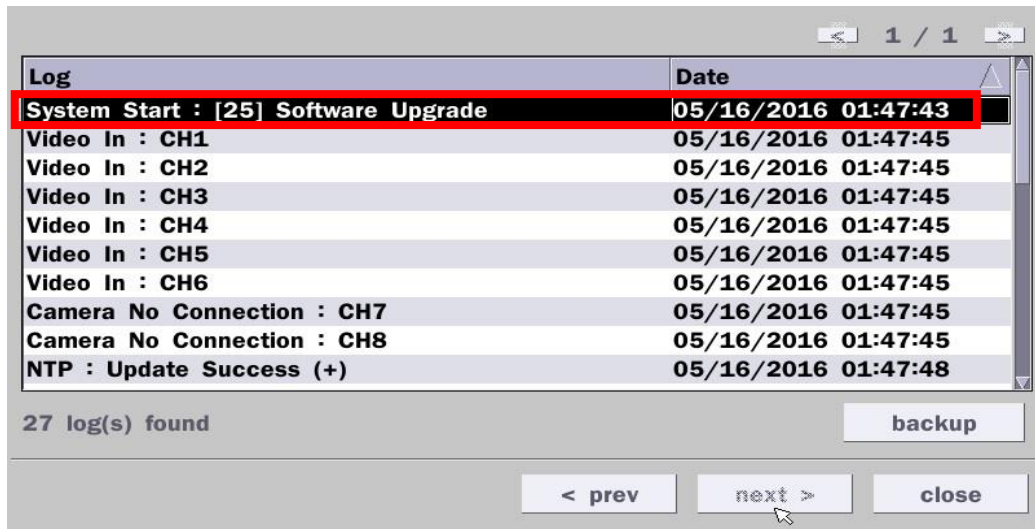 < 1 / 1 >
Log Date
System Start : [25] Software Upgrade 05/16/2016 01:47:43
Video In : CH1 05/16/2016 01:47:45
Video In : CH2 05/16/2016 01:47:45
Video In : CH3 05/16/2016 01:47:45
Video In : CH4 05/16/2016 01:47:45
Video In : CH5 05/16/2016 01:47:45
Video In : CH6 05/16/2016 01:47:45
Camera No Connection : CH7 05/16/2016 01:47:45
Camera No Connection : CH8 05/16/2016 01:47:45
NTP : Update Success (+) 05/16/2016 01:47:48
27 log(s) found backup
< prev next > close